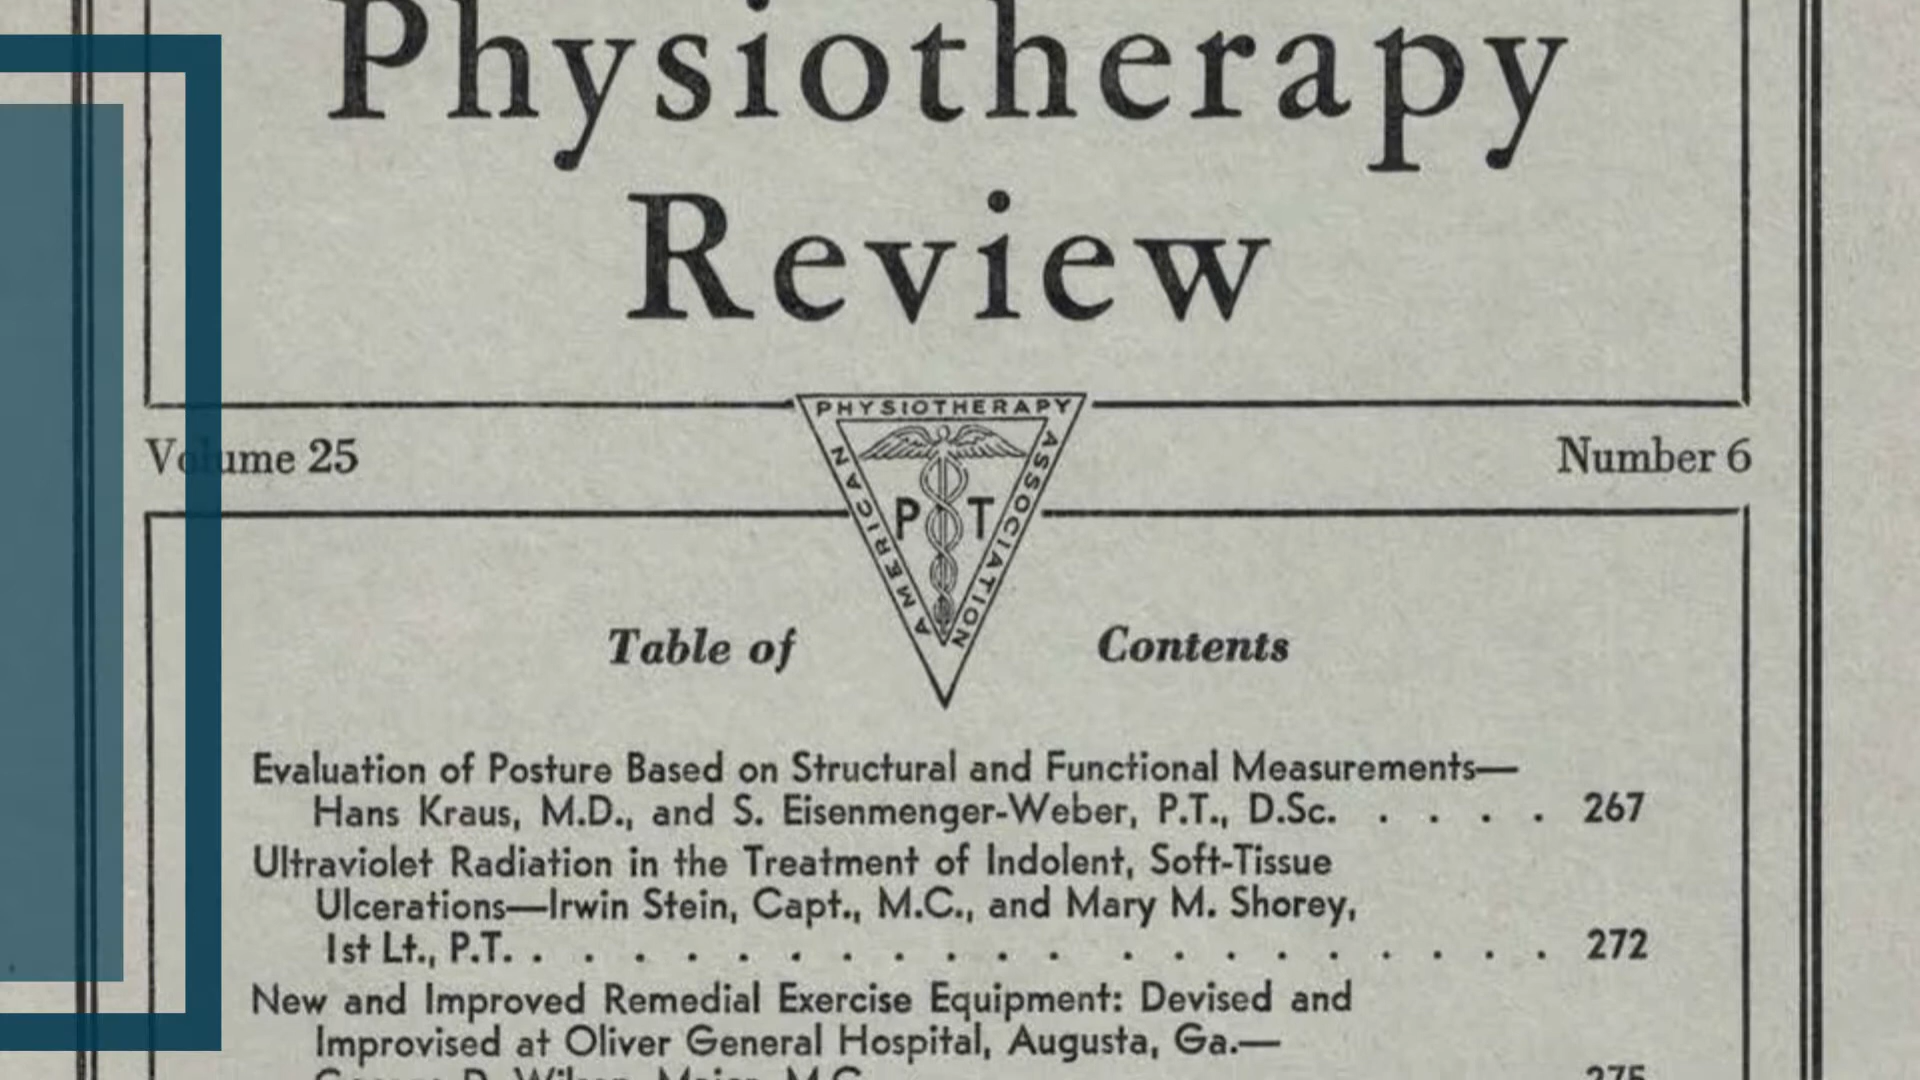 Physiotherapy
Review
PHYSIOTHERAPY
AMERICAN
ASSOCIATION
P T
Volume 25
Number 6
Table of Contents
Evaluation of Posture Based on Structural and Functional Measurements—
Hans Kraus, M.D., and S. Eisenmenger-Weber, P.T., D.Sc. . . . . 267
Ultraviolet Radiation in the Treatment of Indolent, Soft-Tissue
Ulcerations—Irwin Stein, Capt., M.C., and Mary M. Shorey,
1st Lt., P.T. . . . . . . . . . . . . . . . . . . . . 272
New and Improved Remedial Exercise Equipment: Devised and
Improvised at Oliver General Hospital, Augusta, Ga.—
D. Wilson, Major, M.C. 275